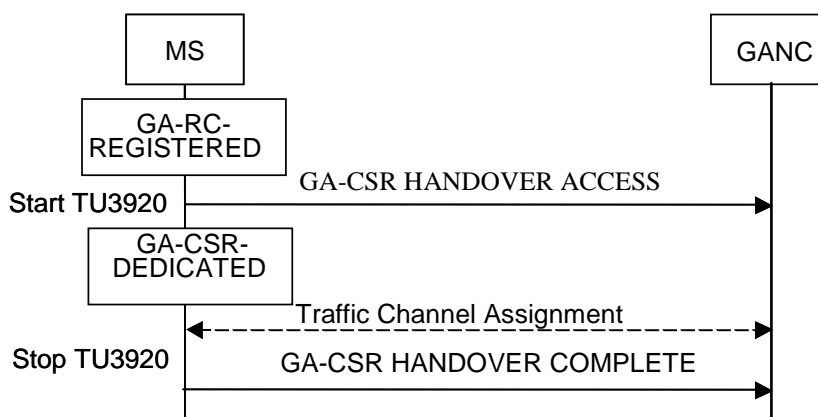 MS
GANC
GA-RC-
REGISTERED
GA-CSR HANDOVER ACCESS
Start TU3920
GA-CSR-
DEDICATED
Traffic Channel Assignment
Stop TU3920
GA-CSR HANDOVER COMPLETE